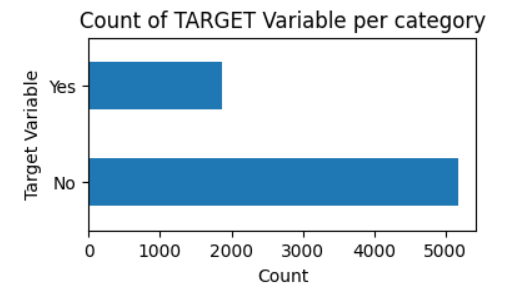 Count of TARGET Variable per category
Target Variable
Yes
No
0 1000 2000 3000 4000 5000
Count